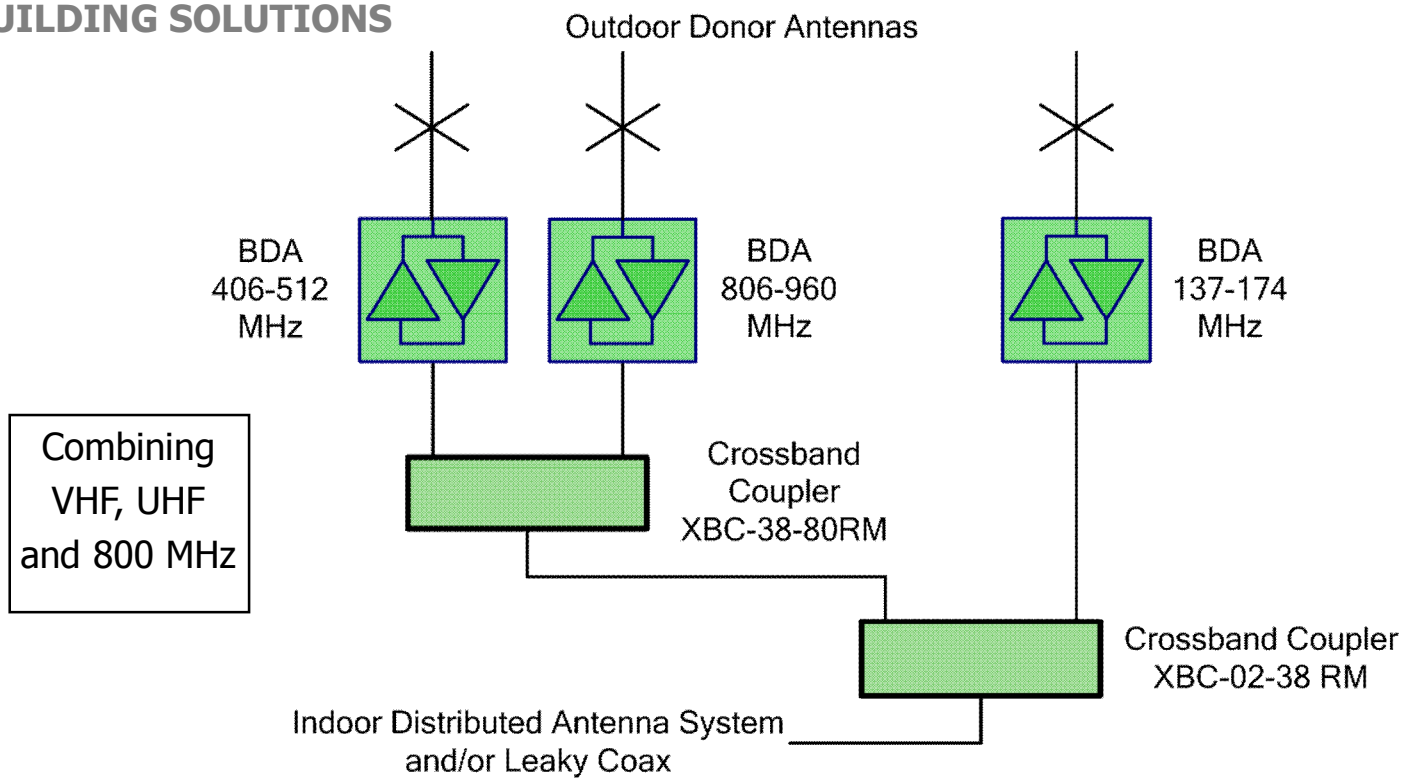 UILDING SOLUTIONS
Outdoor Donor Antennas
BDA
406-512
MHz
BDA
806-960
MHz
BDA
137-174
MHz
Combining
VHF, UHF
and 800 MHz
Crossband
Coupler
XBC-38-80RM
Crossband Coupler
XBC-02-38 RM
Indoor Distributed Antenna System
and/or Leaky Coax